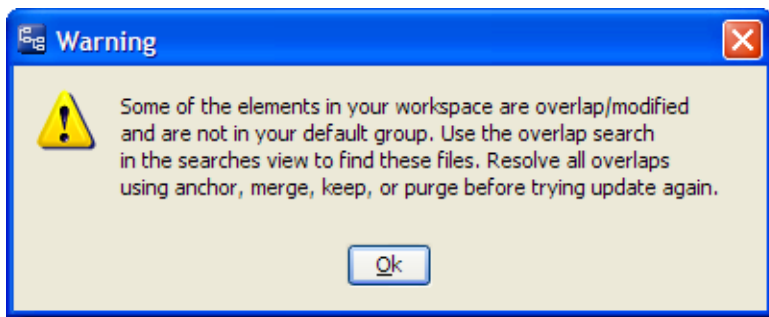 Warning
Some of the elements in your workspace are overlap/modified
and are not in your default group. Use the overlap search
in the searches view to find these files. Resolve all overlaps
using anchor, merge, keep, or purge before trying update again.
Ok